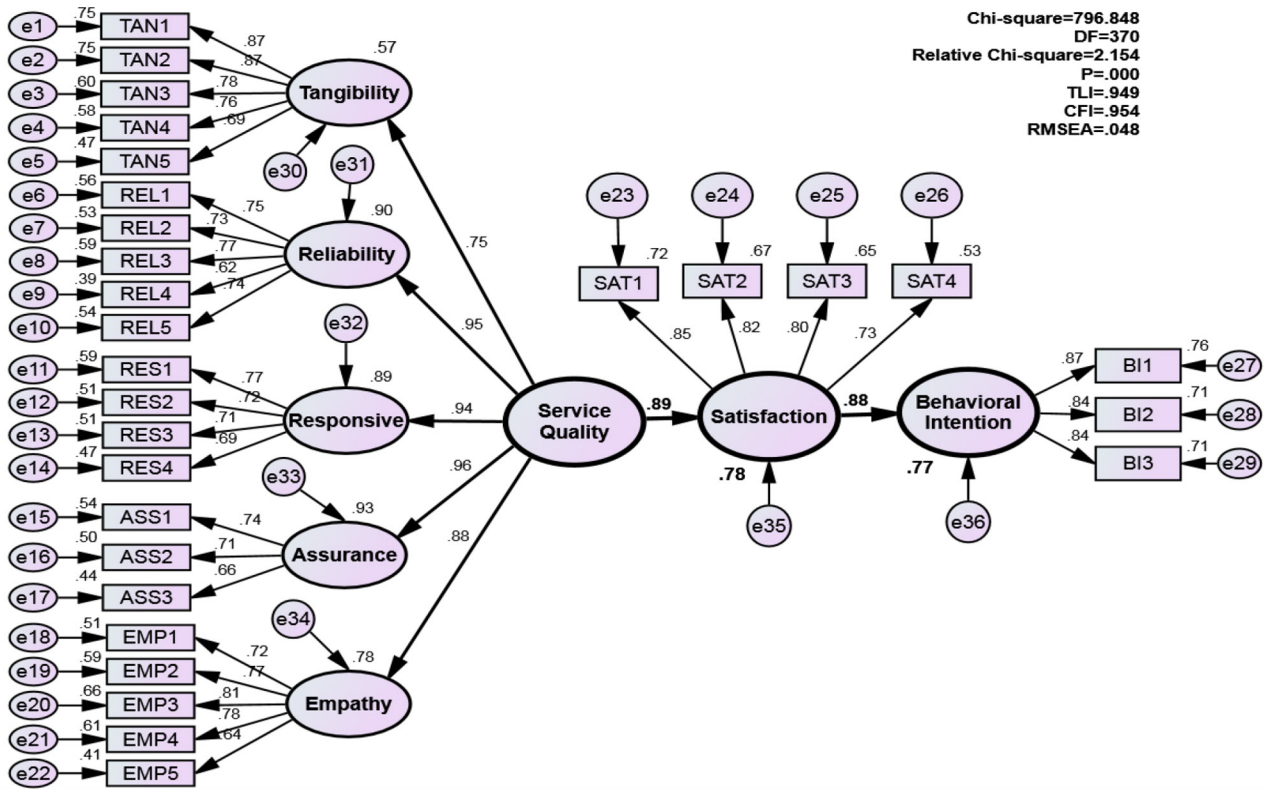 Chi-square=796.848
DF=370
Relative Chi-square=2.154
P=.000
TLI=.949
CFI=.954
RMSEA=.048
e1 .75 TAN1 .87
e2 .75 TAN2 .87
e3 .60 TAN3 .78
e4 .58 TAN4 .76
e5 .47 TAN5 .69
.57
Tangibility
e30
e6 .56 REL1 .75
e7 .53 REL2 .73
e8 .59 REL3 .77
e9 .39 REL4 .62
e10 .54 REL5 .74
e31
.90
Reliability
e11 .59 RES1 .77
e12 .51 RES2 .72
e13 .51 RES3 .71
e14 .47 RES4 .69
e32
.89
Responsive
e15 .54 ASS1 .74
e16 .50 ASS2 .71
e17 .44 ASS3 .66
e33
.93
Assurance
e18 .51 EMP1 .72
e19 .59 EMP2 .77
e20 .66 EMP3 .81
e21 .61 EMP4 .78
e22 .41 EMP5 .64
e34
.78
Empathy
.75
.95
.94
.96
.88
Service
Quality
.89
e23 e24 e25 e26
.72 .67 .65 .53
SAT1 SAT2 SAT3 SAT4
.85 .82 .80 .73
Satisfaction
.78
e35
.88
Behavioral
Intention
.77
e36
.87 BI1 .76 e27
.84 BI2 .71 e28
.84 BI3 .71 e29